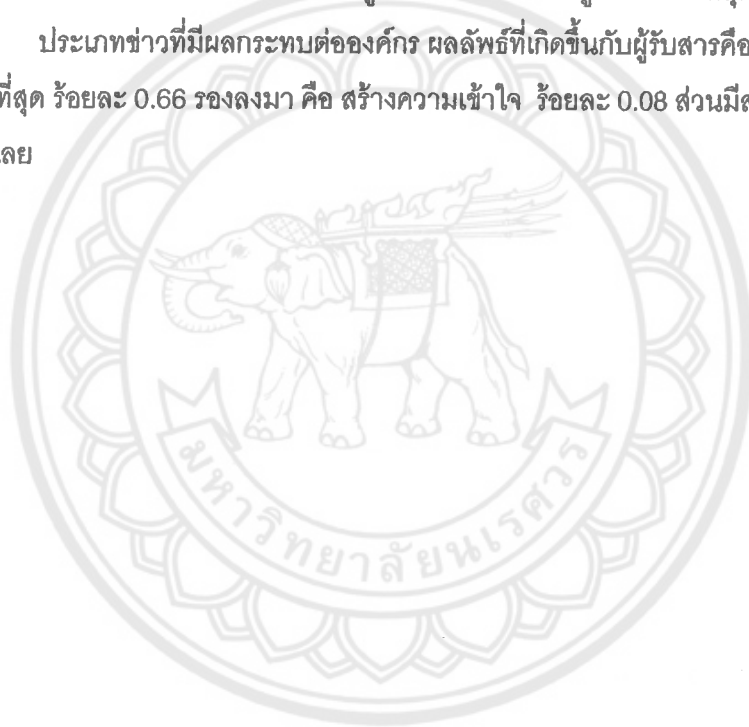 ประเภทข่าวที่มีผลกระทบต่อองค์กร ผลลัพธ์ที่เกิดขึ้นกับผู้รับสารคือ
ที่สุด ร้อยละ 0.66 รองลงมา คือ สร้างความเข้าใจ ร้อยละ 0.08 ส่วนมีส
เลย
มหาวิทยาลัยนเรศวร